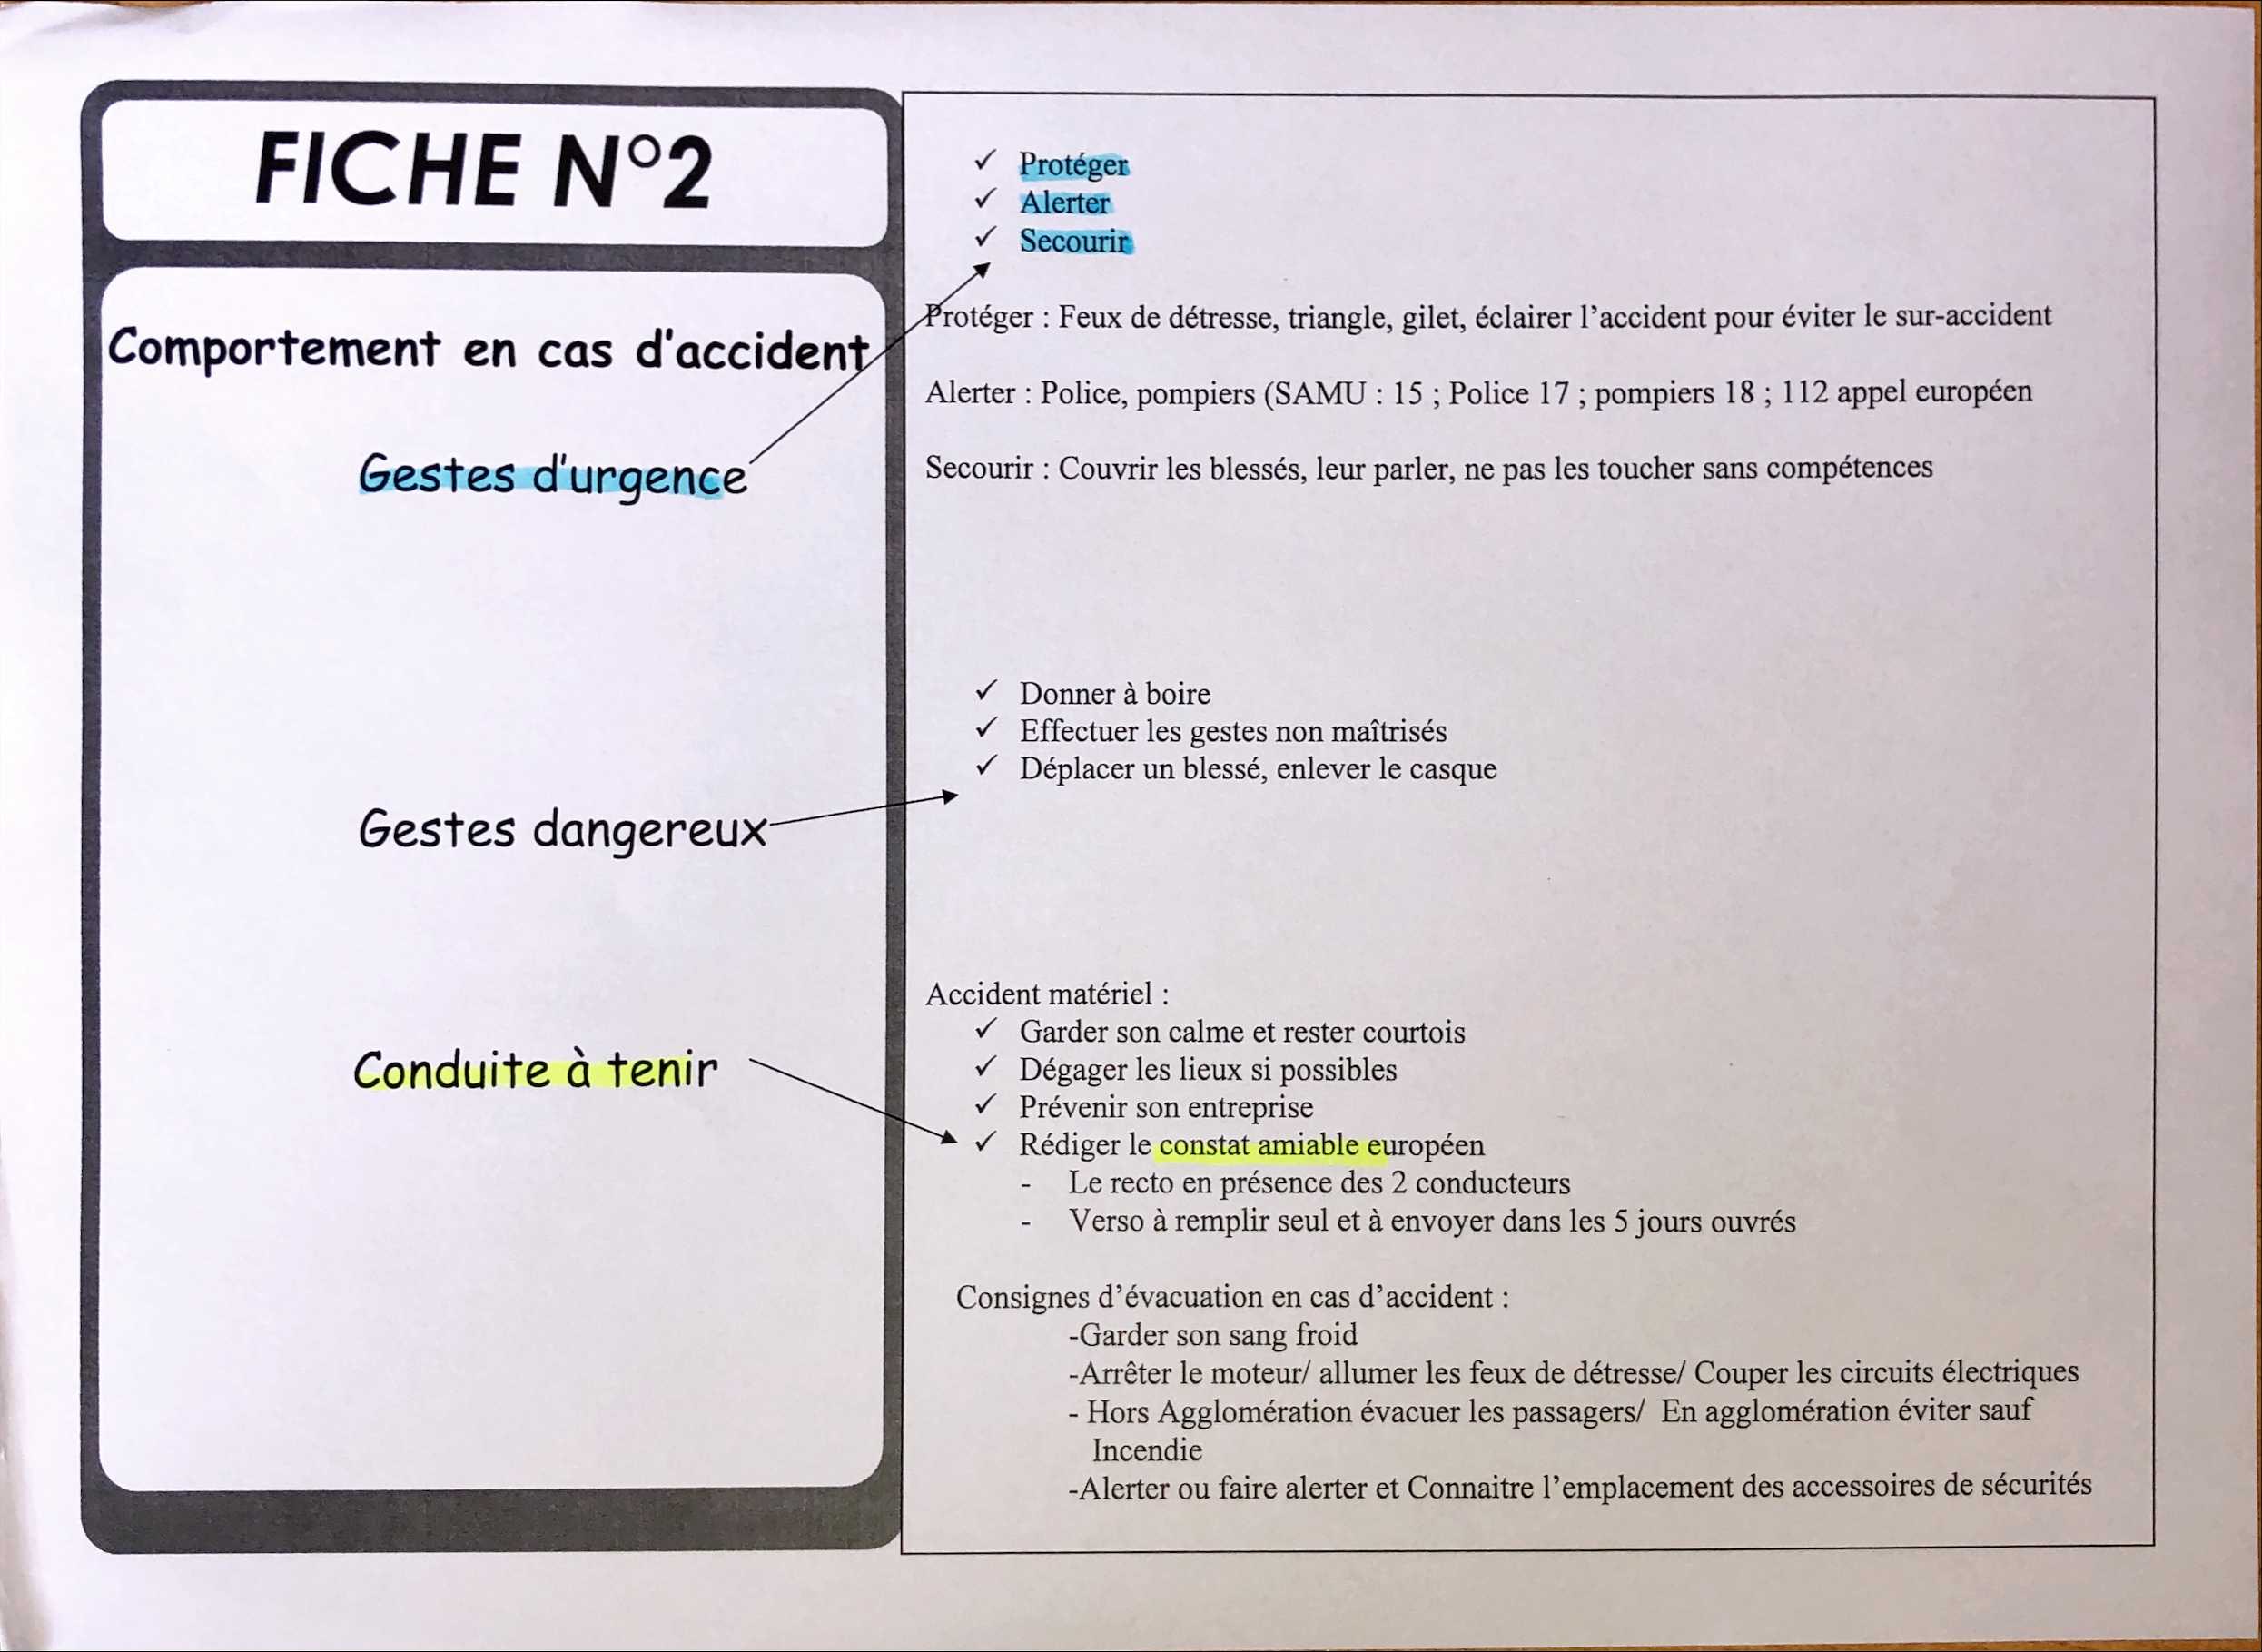 FICHE N°2
Comportement en cas d'accident
Gestes d'urgence
Gestes dangereux
Conduite à tenir
✓ Protéger
✓ Alerter
✓ Secourir
Protéger : Feux de détresse, triangle, gilet, éclairer l'accident pour éviter le sur-accident
Alerter : Police, pompiers (SAMU : 15 ; Police 17 ; pompiers 18 ; 112 appel européen
Secourir : Couvrir les blessés, leur parler, ne pas les toucher sans compétences
✓ Donner à boire
✓ Effectuer les gestes non maîtrisés
✓ Déplacer un blessé, enlever le casque
Accident matériel :
✓ Garder son calme et rester courtois
✓ Dégager les lieux si possibles
✓ Prévenir son entreprise
✓ Rédiger le constat amiable européen
- Le recto en présence des 2 conducteurs
- Verso à remplir seul et à envoyer dans les 5 jours ouvrés
Consignes d'évacuation en cas d'accident :
-Garder son sang froid
-Arrêter le moteur/ allumer les feux de détresse/ Couper les circuits électriques
- Hors Agglomération évacuer les passagers/ En agglomération éviter sauf
Incendie
-Alerter ou faire alerter et Connaitre l'emplacement des accessoires de sécurités